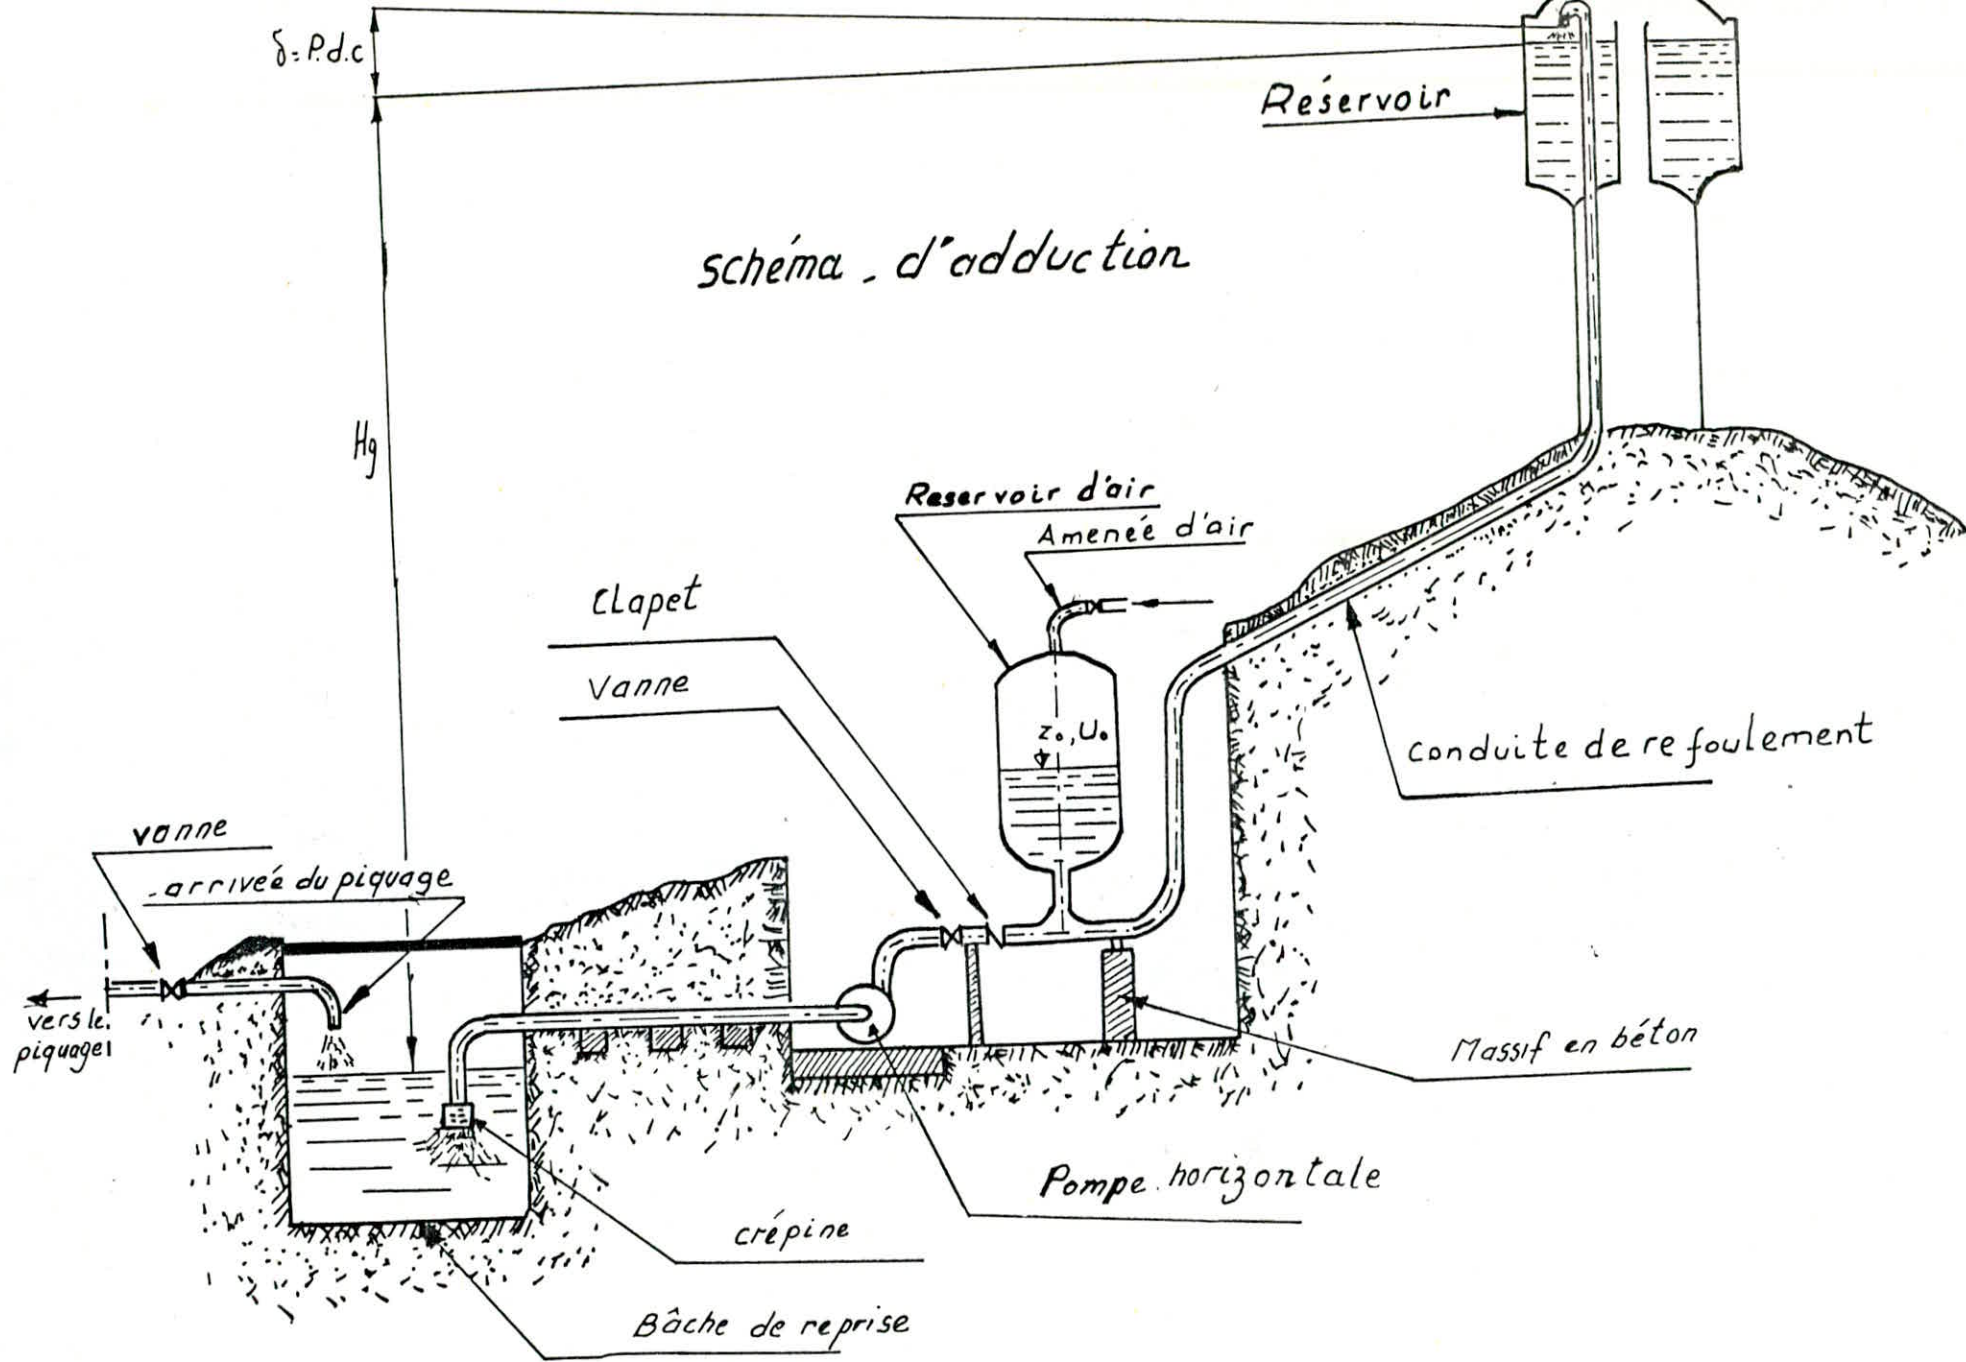 δ= P.d.c
Réservoir
schéma - d'adduction
Hg
Reservoir d'air
Amenée d'air
Clapet
Vanne
z₀, U₀
conduite de refoulement
vanne
arrivée du piquage
vers le
piquage
Massif en béton
Pompe horizontale
crépine
Bâche de reprise